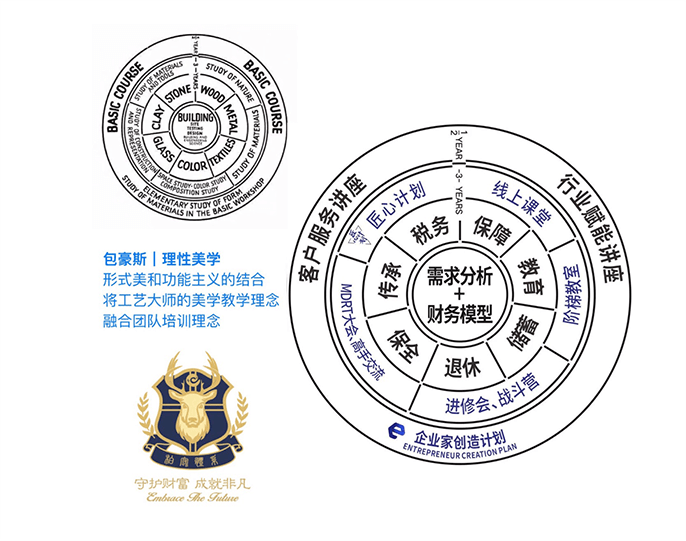 BASIC COURSE
BASIC COURSE
1/2 YEAR
-3- YEARS
STUDY OF MATERIALS AND TOOLS
STUDY OF NATURE
STUDY OF MATERIALS
SPACE STUDY-COLOR STUDY
COMPOSITION STUDY
STUDY OF CONSTRUCTION AND REPRESENTATION
CLAY
STONE
WOOD
METAL
TEXTILES
COLOR
GLASS
BUILDING
SITE
TESTING
DESIGN
BUILDING AND
ENGINEERING
SCIENCE
ELEMENTARY STUDY OF FORM
STUDY OF MATERIALS IN THE BASIC WORKSHOP
包豪斯｜理性美学
形式美和功能主义的结合
将工艺大师的美学教学理念
融合团队培训理念
守护财富 成就非凡
Embrace The Future
客户服务讲座
行业赋能讲座
1/2 YEAR
-3- YEARS
匠心计划
线上课堂
阶梯教室
进修会、战斗营
MDRT大会、高手交流
税务
保障
教育
储蓄
退休
保全
传承
需求分析
+
财务模型
企业家创造计划
ENTREPRENEUR CREATION PLAN